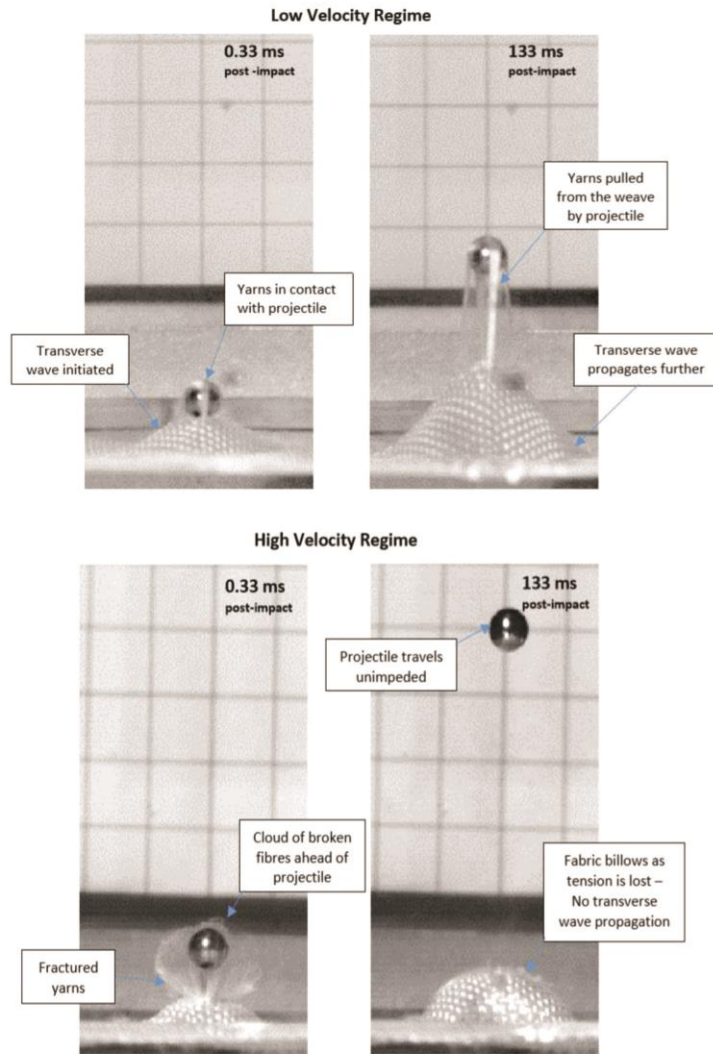 Low Velocity Regime
0.33 ms
post -impact
133 ms
post-impact
Yarns pulled
from the weave
by projectile
Yarns in contact
with projectile
Transverse
wave initiated
Transverse wave
propagates further
High Velocity Regime
0.33 ms
post-impact
133 ms
post-impact
Projectile travels
unimpeded
Cloud of broken
fibres ahead of
projectile
Fabric billows as
tension is lost –
No transverse
wave propagation
Fractured
yarns